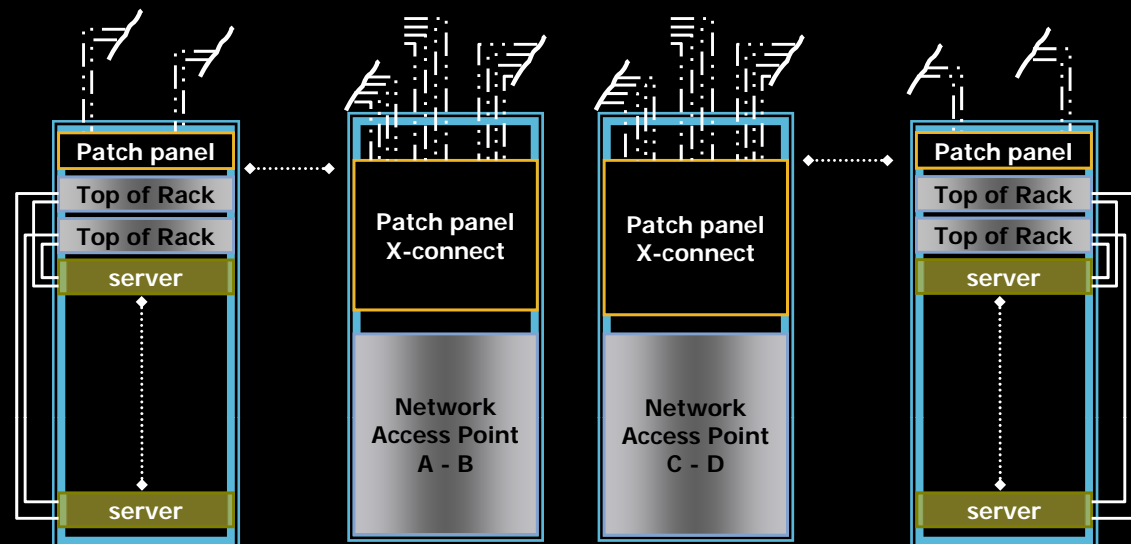 Patch panel
Top of Rack
Top of Rack
server
server
Patch panel
X-connect
Network
Access Point
A - B
Patch panel
X-connect
Network
Access Point
C - D
Patch panel
Top of Rack
Top of Rack
server
server